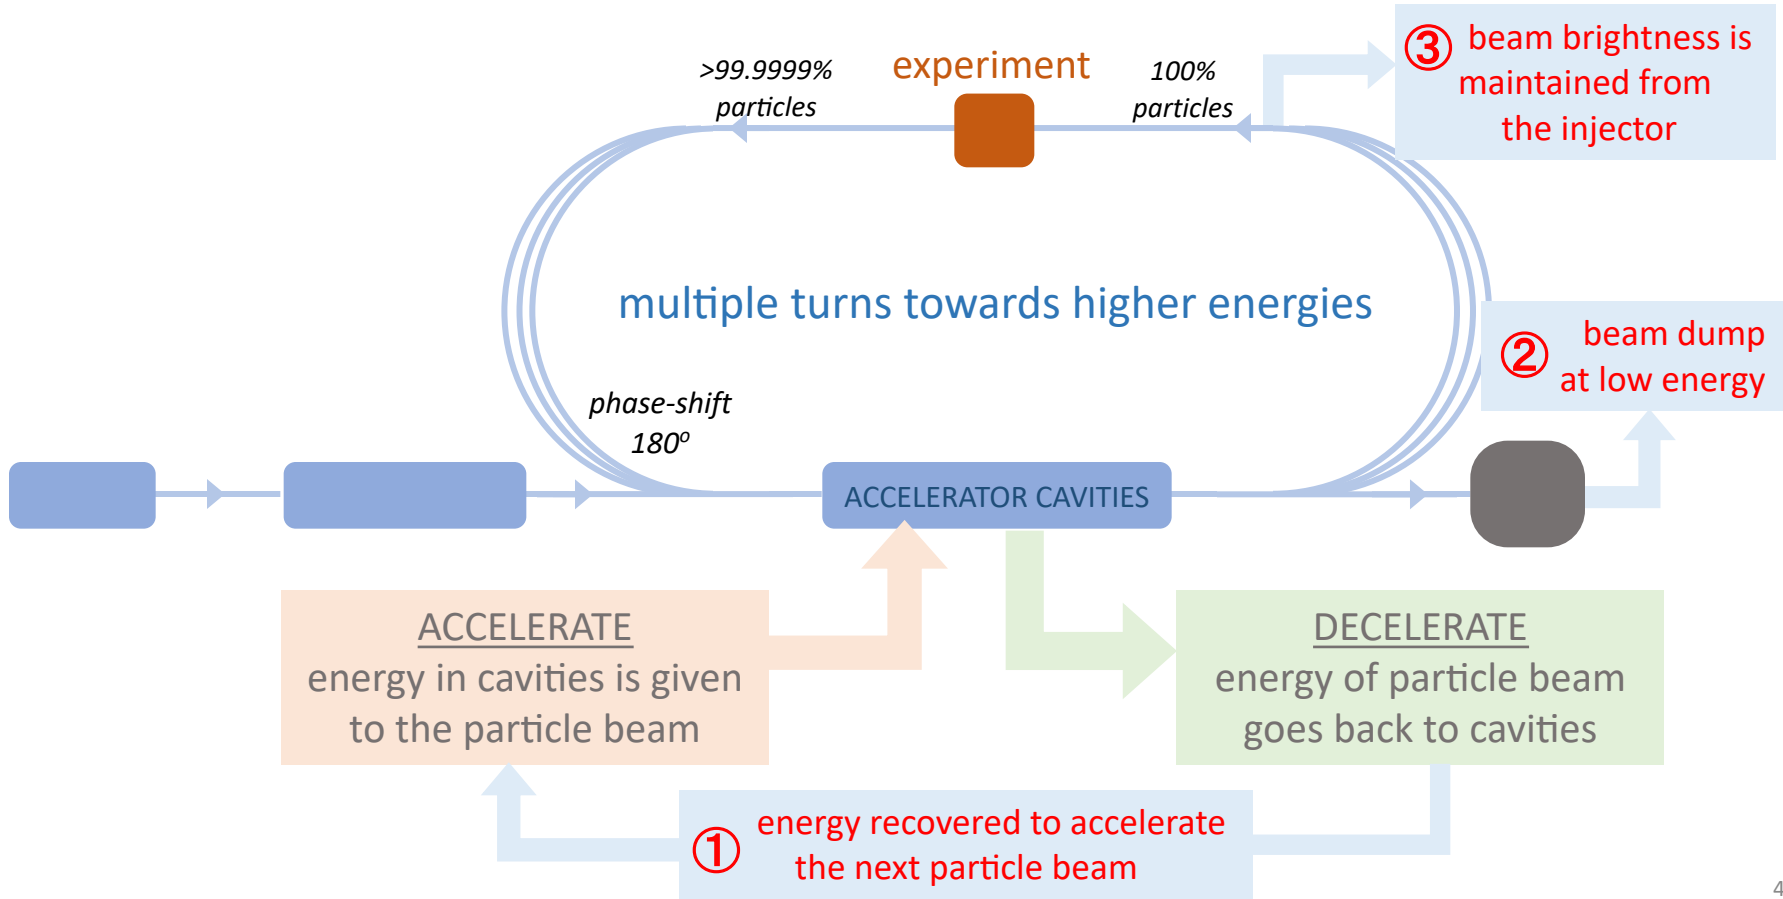 >99.9999%
particles
experiment
100%
particles
③ beam brightness is
maintained from
the injector
multiple turns towards higher energies
② beam dump
at low energy
phase-shift
180º
ACCELERATOR CAVITIES
ACCELERATE
energy in cavities is given
to the particle beam
DECELERATE
energy of particle beam
goes back to cavities
① energy recovered to accelerate
the next particle beam
4